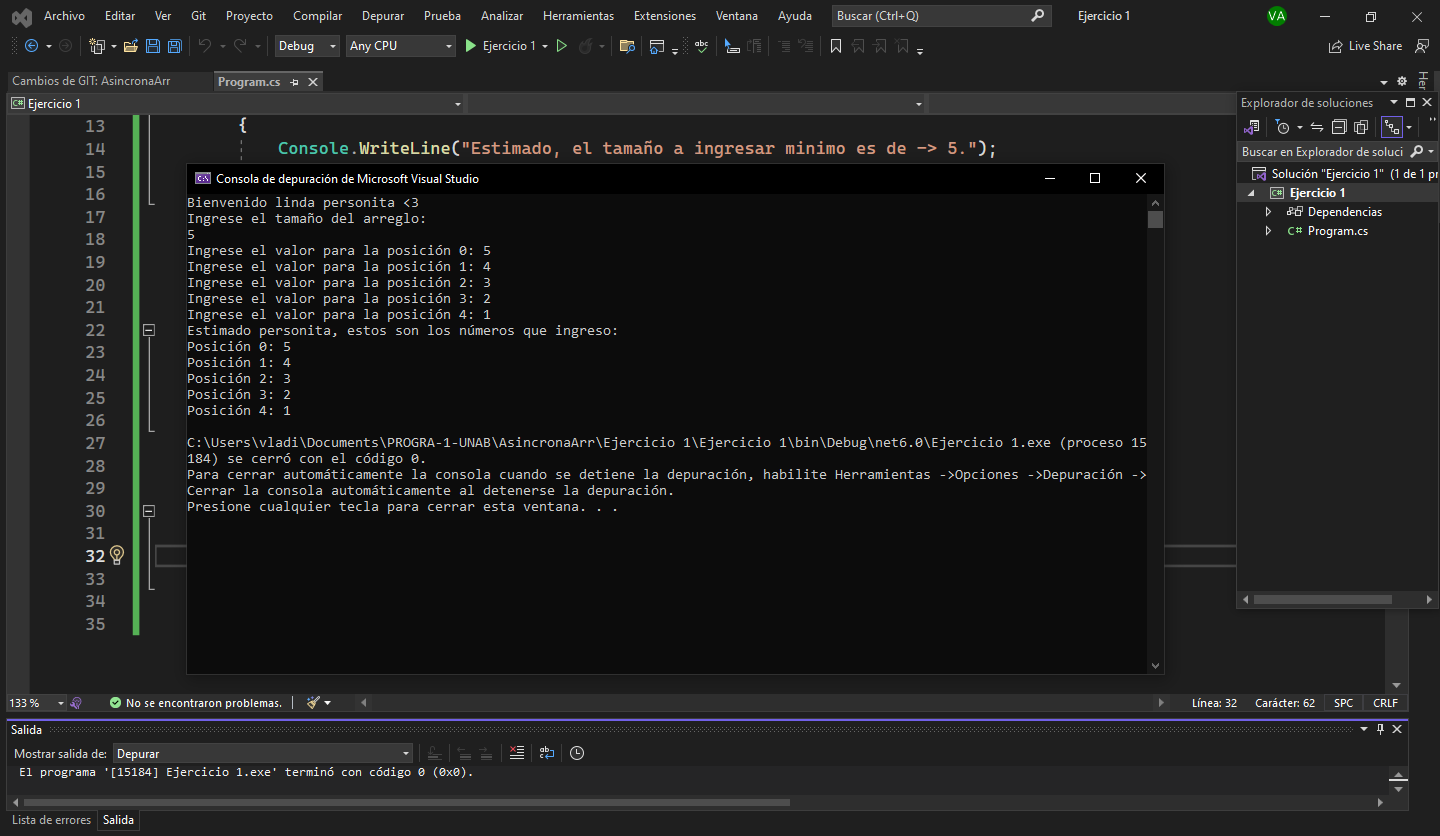 Archivo Editar Ver Git Proyecto Compilar Depurar Prueba Analizar Herramientas Extensiones Ventana Ayuda Buscar (Ctrl+Q) Ejercicio 1 VA
Debug Any CPU Ejercicio 1 Live Share
Cambios de GIT: AsincronaArr Program.cs
C# Ejercicio 1
13 {
14 Console.WriteLine("Estimado, el tamaño a ingresar minimo es de -> 5.");
15
16
17
18
19
20
21
22
23
24
25
26
27
28
29
30
31
32
33
34
35
Consola de depuración de Microsoft Visual Studio
Bienvenido linda personita <3
Ingrese el tamaño del arreglo:
5
Ingrese el valor para la posición 0: 5
Ingrese el valor para la posición 1: 4
Ingrese el valor para la posición 2: 3
Ingrese el valor para la posición 3: 2
Ingrese el valor para la posición 4: 1
Estimado personita, estos son los números que ingreso:
Posición 0: 5
Posición 1: 4
Posición 2: 3
Posición 3: 2
Posición 4: 1
C:\Users\vladi\Documents\PROGRA-1-UNAB\AsincronaArr\Ejercicio 1\Ejercicio 1\bin\Debug\net6.0\Ejercicio 1.exe (proceso 15
184) se cerró con el código 0.
Para cerrar automáticamente la consola cuando se detiene la depuración, habilite Herramientas ->Opciones ->Depuración ->
Cerrar la consola automáticamente al detenerse la depuración.
Presione cualquier tecla para cerrar esta ventana. . .
Explorador de soluciones
Buscar en Explorador de soluci
Solución "Ejercicio 1" (1 de 1 pr
C# Ejercicio 1
Dependencias
C# Program.cs
Her
133 % No se encontraron problemas. Línea: 32 Carácter: 62 SPC CRLF
Salida
Mostrar salida de: Depurar
El programa '[15184] Ejercicio 1.exe' terminó con código 0 (0x0).
Lista de errores Salida